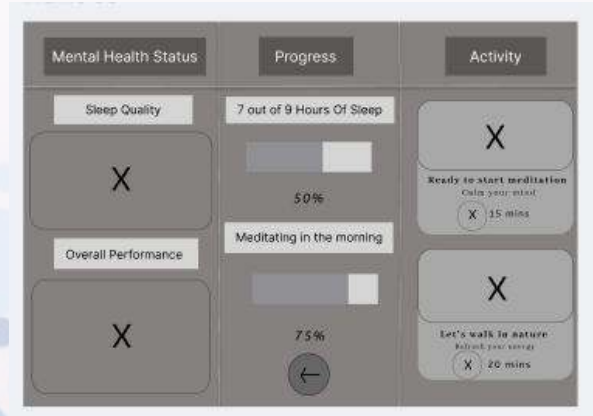 Mental Health Status
Progress
Activity
Sleep Quality
X
Overall Performance
X
7 out of 9 Hours Of Sleep
50%
Meditating in the morning
75%
←
X
Ready to start meditation
Calm your mind
X 15 mins
X
Let's walk in nature
Refresh your energy
X 20 mins